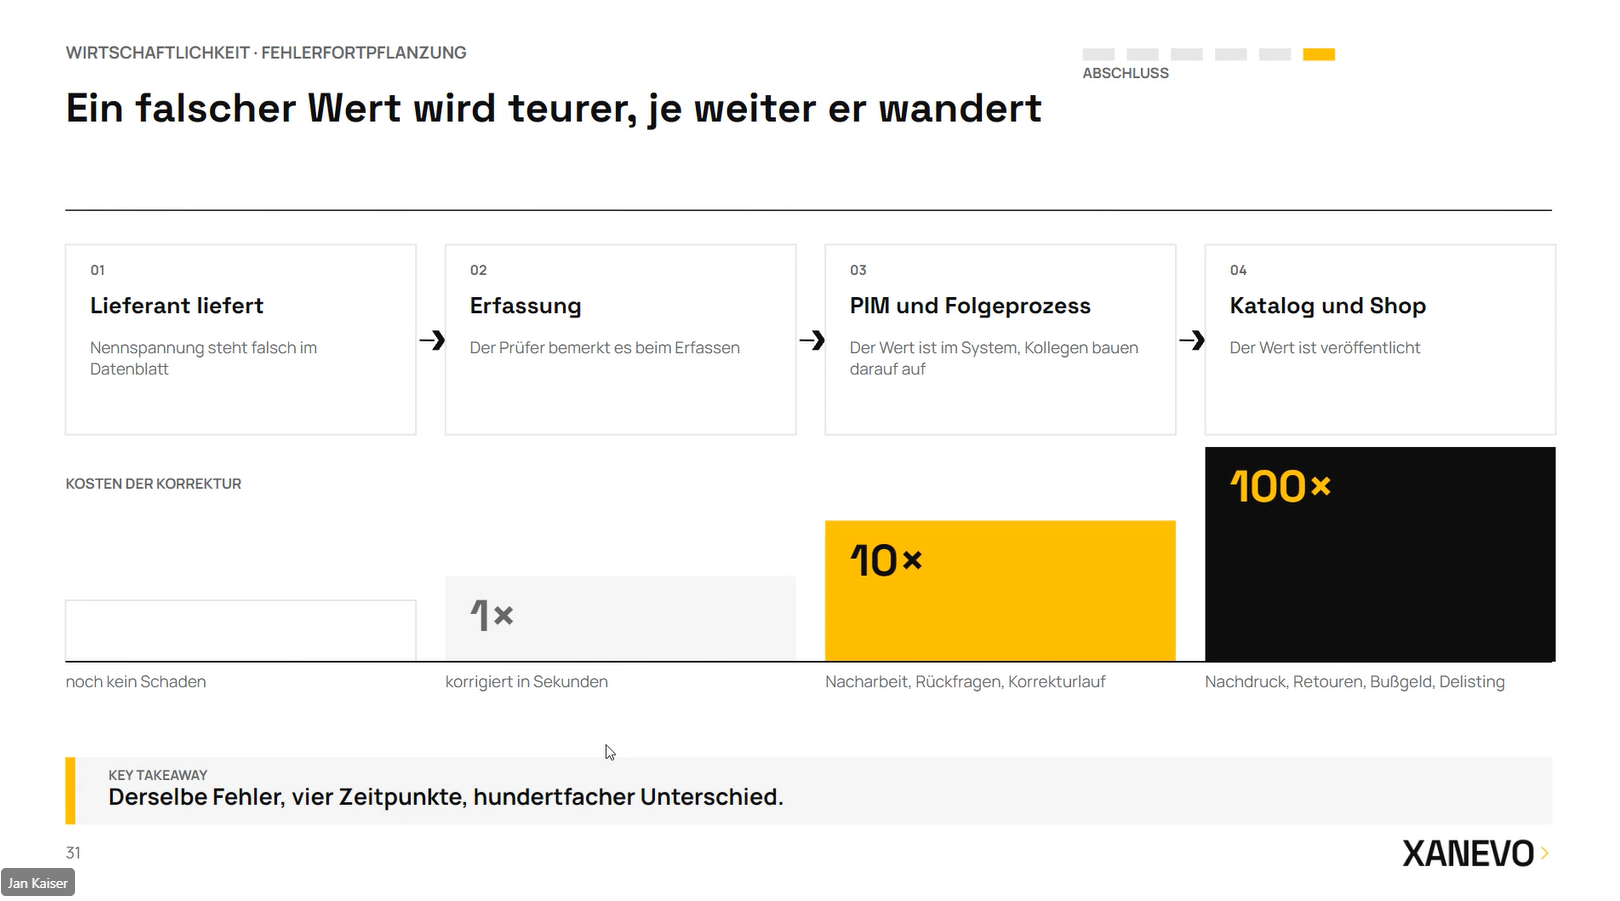 WIRTSCHAFTLICHKEIT · FEHLERFORTPFLANZUNG
ABSCHLUSS
Ein falscher Wert wird teurer, je weiter er wandert
01
Lieferant liefert
Nennspannung steht falsch im
Datenblatt
02
Erfassung
Der Prüfer bemerkt es beim Erfassen
03
PIM und Folgeprozess
Der Wert ist im System, Kollegen bauen
darauf auf
04
Katalog und Shop
Der Wert ist veröffentlicht
KOSTEN DER KORREKTUR
1×
10×
100×
noch kein Schaden
korrigiert in Sekunden
Nacharbeit, Rückfragen, Korrekturlauf
Nachdruck, Retouren, Bußgeld, Delisting
KEY TAKEAWAY
Derselbe Fehler, vier Zeitpunkte, hundertfacher Unterschied.
31
XANEVO
Jan Kaiser